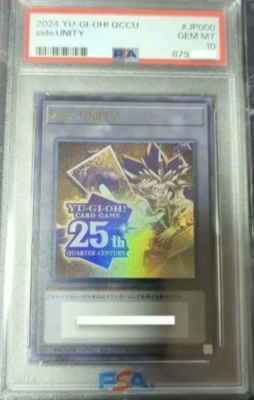 2024 YU-GI-OH! QCCU
#JP000
side:UNITY
GEM MT
PSA
10
879
side:UNITY
YU-GI-OH!
CARD GAME
25th
QUARTER CENTURY
PSA